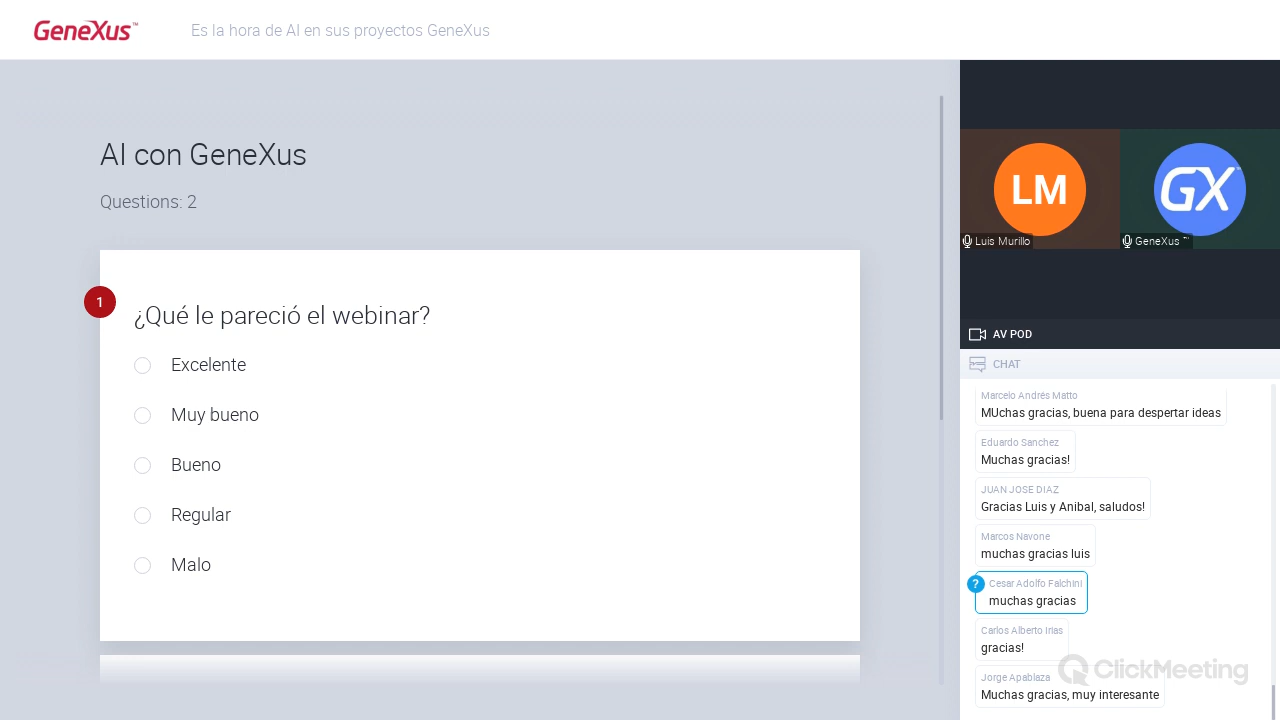 GeneXus™
Es la hora de AI en sus proyectos GeneXus
AI con GeneXus
Questions: 2
1
¿Qué le pareció el webinar?
Excelente
Muy bueno
Bueno
Regular
Malo
LM
GX
Luis Murillo
GeneXus ™
AV POD
CHAT
Marcelo Andrés Matto
MUchas gracias, buena para despertar ideas
Eduardo Sanchez
Muchas gracias!
JUAN JOSE DIAZ
Gracias Luis y Anibal, saludos!
Marcos Navone
muchas gracias luis
?
Cesar Adolfo Falchini
muchas gracias
Carlos Alberto Irias
gracias!
Jorge Apablaza
Muchas gracias, muy interesante
ClickMeeting